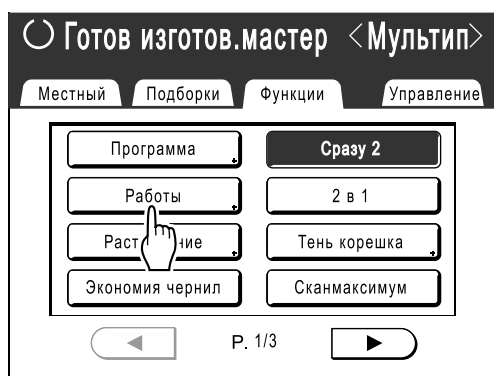 Готов изготов.мастер <Мультип>
Местный Подборки Функции Управление
Программа Сразу 2
Работы 2 в 1
Тень корешка
Экономия чернил Сканмаксимум
P. 1/3